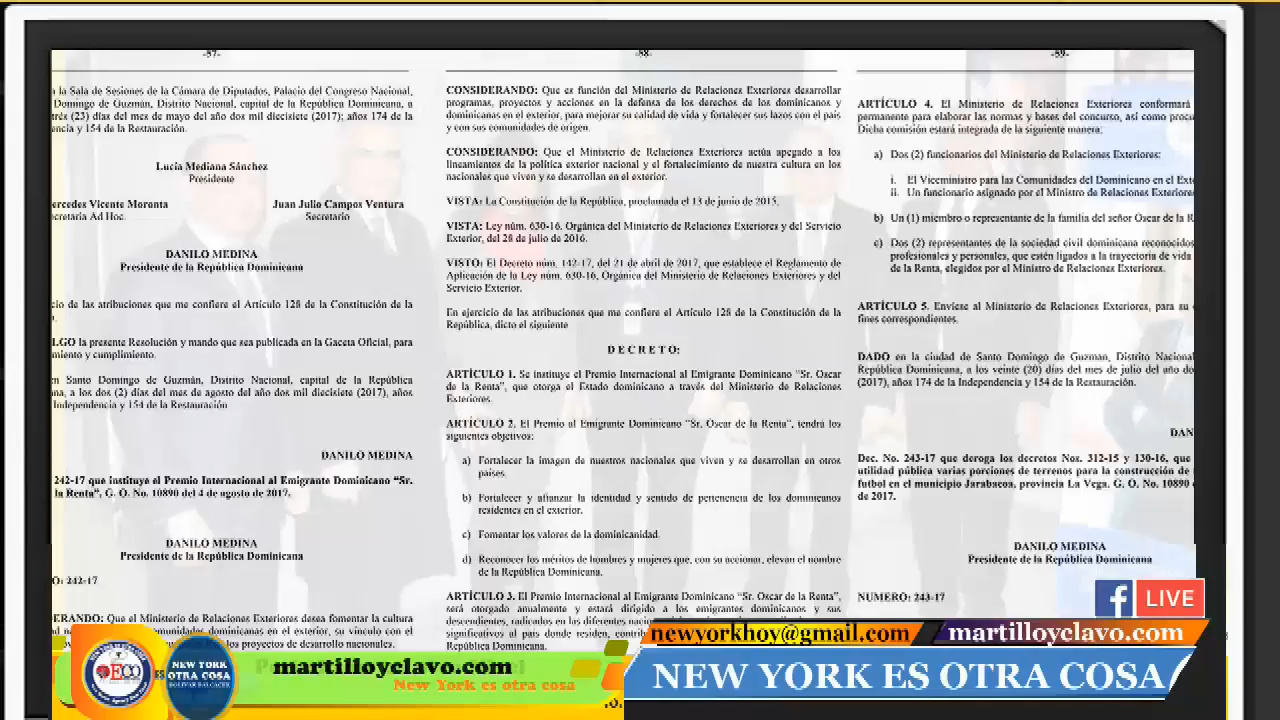 -57-
a la Sala de Sesiones de la Cámara de Diputados, Palacio del Congreso Nacional,
Domingo de Guzmán, Distrito Nacional, capital de la República Dominicana, a
trés (23) días del mes de mayo del año dos mil diecisiete (2017); años 174 de la
encia y 154 de la Restauración.
Lucía Mediana Sánchez
Presidente
ercedes Vicente Moronta
Juan Julio Campos Ventura
ecretaria Ad Hoc.
Secretario
DANILO MEDINA
Presidente de la República Dominicana
cio de las atribuciones que me confiere el Artículo 128 de la Constitución de la
LGO la presente Resolución y mando que sea publicada en la Gaceta Oficial, para
miento y cumplimiento.
en Santo Domingo de Guzmán, Distrito Nacional, capital de la República
na, a los dos (2) días del mes de agosto del año dos mil diecisiete (2017), años
Independencia y 154 de la Restauración
DANILO MEDINA
242-17 que instituye el Premio Internacional al Emigrante Dominicano “Sr.
la Renta”, G. O. No. 10890 del 4 de agosto de 2017.
DANILO MEDINA
Presidente de la República Dominicana
O: 242-17
ERANDO: Que el Ministerio de Relaciones Exteriores desea fomentar la cultura
omunidades dominicanas en el exterior, su vínculo con el
los proyectos de desarrollo nacionales.
-58-
CONSIDERANDO: Que es función del Ministerio de Relaciones Exteriores desarrollar
programas, proyectos y acciones en la defensa de los derechos de los dominicanos y
dominicanas en el exterior, para mejorar su calidad de vida y fortalecer sus lazos con el país
y con sus comunidades de origen.
CONSIDERANDO: Que el Ministerio de Relaciones Exteriores actúa apegado a los
lineamientos de la política exterior nacional y el fortalecimiento de nuestra cultura en los
nacionales que viven y se desarrollan en el exterior.
VISTA: La Constitución de la República, proclamada el 13 de junio de 2015.
VISTA: Ley núm. 630-16, Orgánica del Ministerio de Relaciones Exteriores y del Servicio
Exterior, del 28 de julio de 2016.
VISTO: El Decreto núm. 142-17, del 21 de abril de 2017, que establece el Reglamento de
Aplicación de la Ley núm. 630-16, Orgánica del Ministerio de Relaciones Exteriores y del
Servicio Exterior.
En ejercicio de las atribuciones que me confiere el Artículo 128 de la Constitución de la
República, dicto el siguiente
D E C R E T O:
ARTÍCULO 1. Se instituye el Premio Internacional al Emigrante Dominicano “Sr. Oscar
de la Renta”, que otorga el Estado dominicano a través del Ministerio de Relaciones
Exteriores.
ARTÍCULO 2. El Premio al Emigrante Dominicano “Sr. Oscar de la Renta”, tendrá los
siguientes objetivos:
a) Fortalecer la imagen de nuestros nacionales que viven y se desarrollan en otros
países.
b) Fortalecer y afianzar la identidad y sentido de pertenencia de los dominicanos
residentes en el exterior.
c) Fomentar los valores de la dominicanidad.
d) Reconocer los méritos de hombres y mujeres que, con su accionar, elevan el nombre
de la República Dominicana.
ARTÍCULO 3. El Premio Internacional al Emigrante Dominicano “Sr. Oscar de la Renta”,
será otorgado anualmente y estará dirigido a los emigrantes dominicanos y sus
descendientes, radicados en las diferentes
significativos al país donde residen,
República Dominicana.
-59-
ARTÍCULO 4. El Ministerio de Relaciones Exteriores conformará
permanente para elaborar las normas y bases del concurso, así como procu
Dicha comisión estará integrada de la siguiente manera:
a) Dos (2) funcionarios del Ministerio de Relaciones Exteriores:
i. El Viceministro para las Comunidades del Dominicano en el Exte
ii. Un funcionario asignado por el Ministro de Relaciones Exteriores
b) Un (1) miembro o representante de la familia del señor Oscar de la R
c) Dos (2) representantes de la sociedad civil dominicana reconocidos
profesionales y personales, que estén ligados a la trayectoria de vida
de la Renta, elegidos por el Ministro de Relaciones Exteriores.
ARTÍCULO 5. Envíese al Ministerio de Relaciones Exteriores, para su
fines correspondientes.
DADO en la ciudad de Santo Domingo de Guzman, Distrito Nacional
República Dominicana, a los veinte (20) días del mes de julio del año do
(2017), años 174 de la Independencia y 154 de la Restauración.
DAN
Dec. No. 243-17 que deroga los decretos Nos. 312-15 y 130-16, que
utilidad pública varias porciones de terrenos para la construcción de
futbol en el municipio Jarabacoa, provincia La Vega. G. O. No. 10890
de 2017.
DANILO MEDINA
Presidente de la República Dominicana
NUMERO: 243-17
f LIVE
newyorkhoy@gmail.com
martilloyclavo.com
NEW YORK ES OTRA COSA
martilloyclavo.com
New York es otra cosa
ECO
NEW YORK
OTRA COSA
BOLIVAR BALCACER